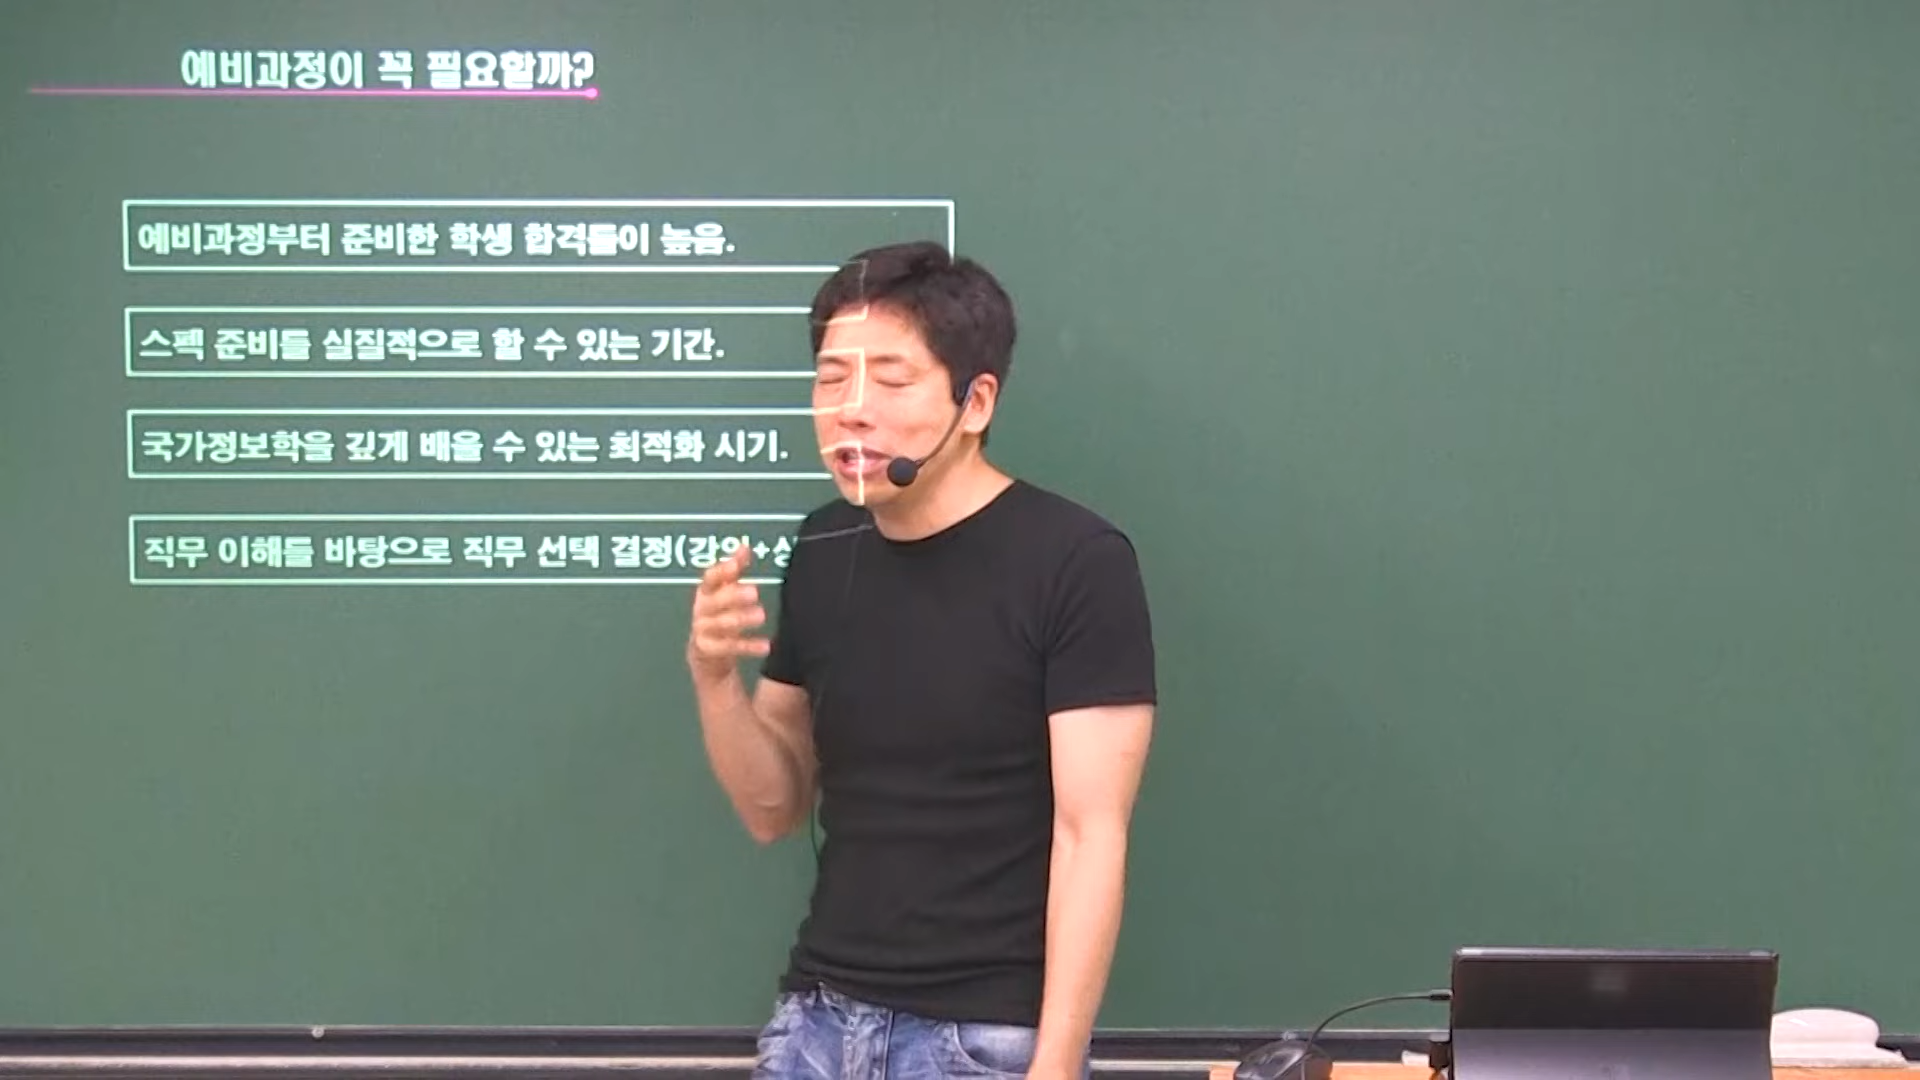 예비과정이 꼭 필요할까?
예비과정부터 준비한 학생 합격률이 높음.
스펙 준비를 실질적으로 할 수 있는 기간.
국가정보학을 깊게 배울 수 있는 최적화 시기.
직무 이해를 바탕으로 직무 선택 결정(강의+상